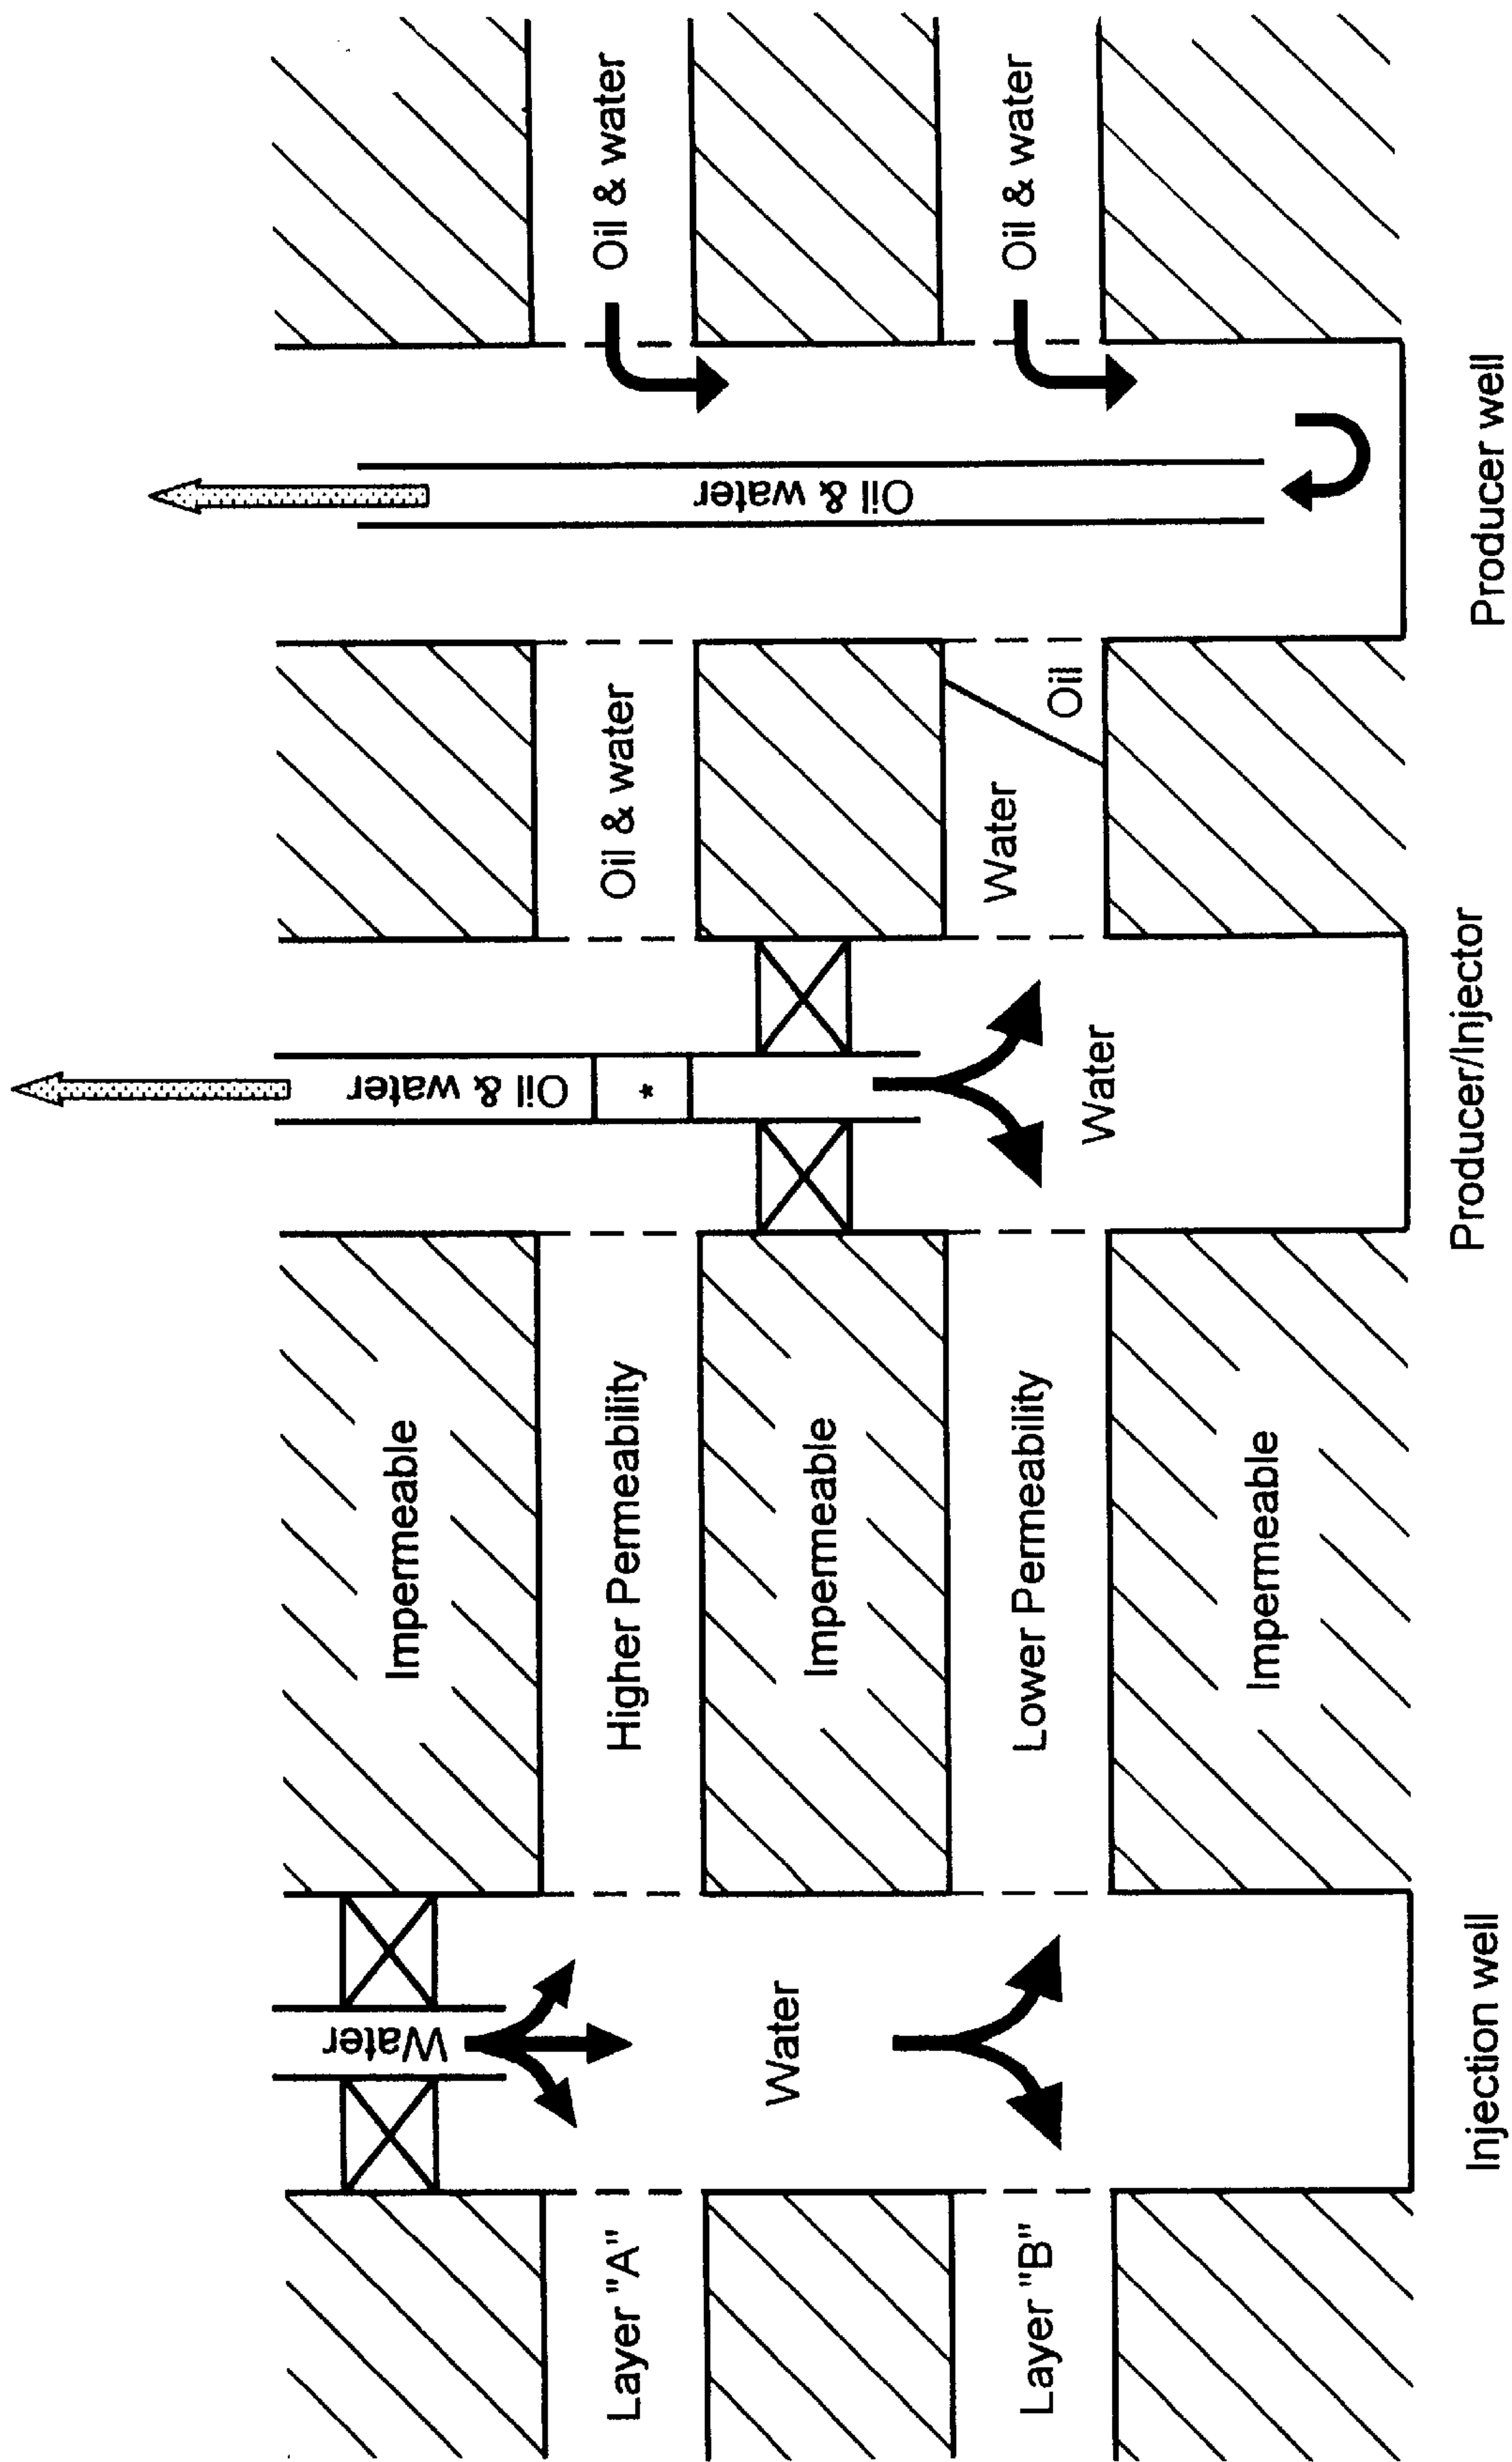 Water
Impermeable
Oil & water
Layer "A"
Higher Permeability
*
Oil & water
Oil & water
Water
Impermeable
Oil & water
Layer "B"
Lower Permeability
Water
Water
Oil
Oil & water
Impermeable
Injection well
Producer/Injector
Producer well